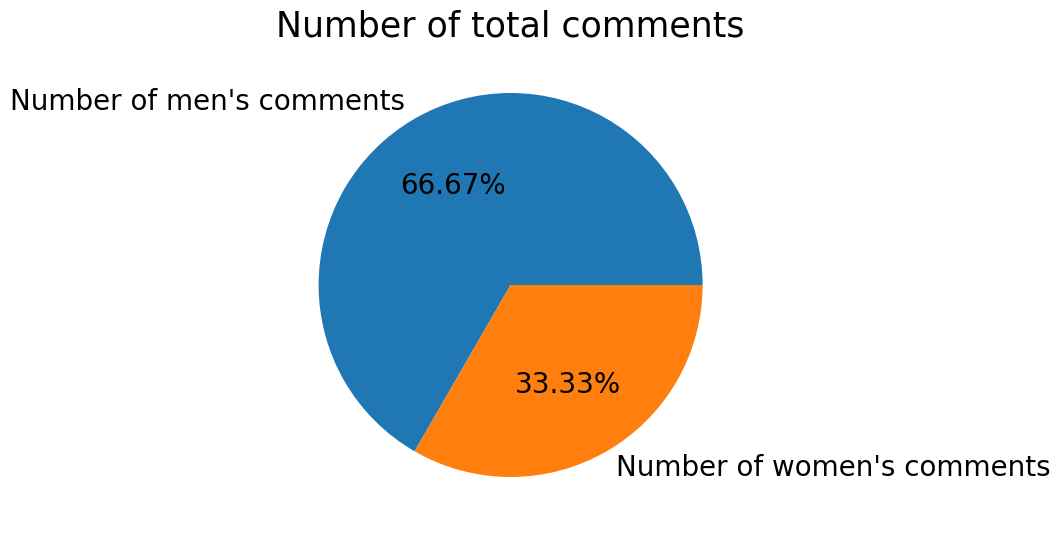 Number of total comments
Number of men's comments
66.67%
33.33%
Number of women's comments